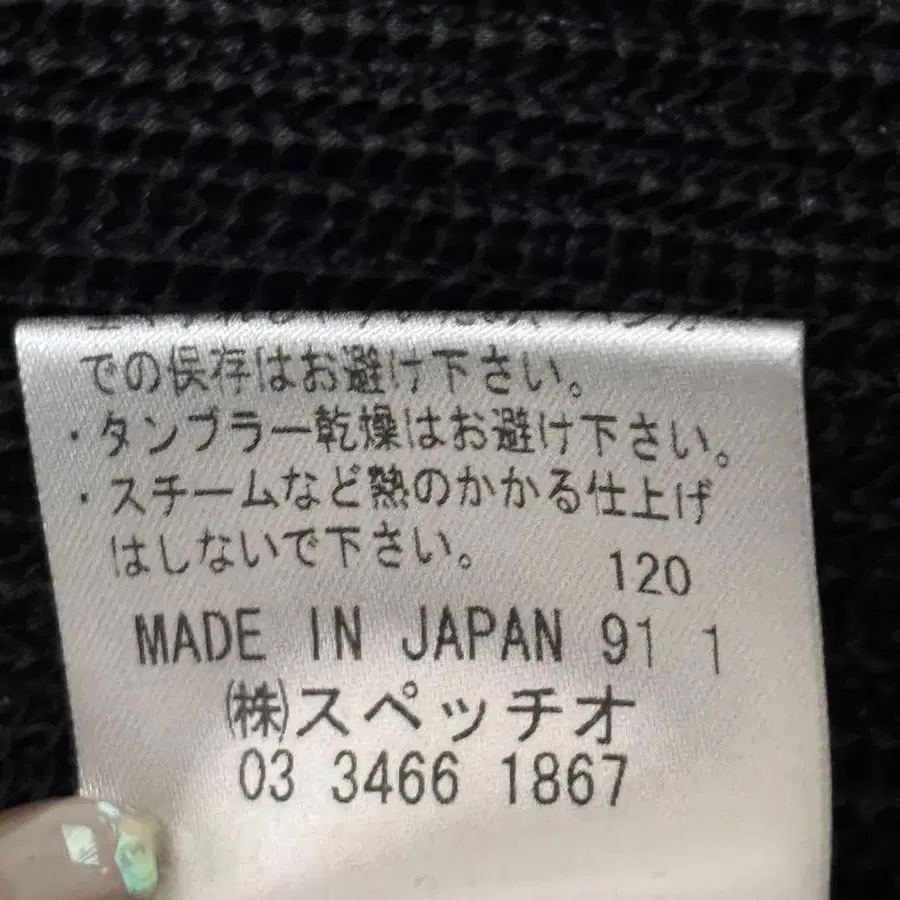 での保存はお避け下さい。
・タンブラー乾燥はお避け下さい。
・スチームなど熱のかかる仕上げ
はしないで下さい。
120
MADE IN JAPAN 91 1
㈱スペッチオ
03 3466 1867